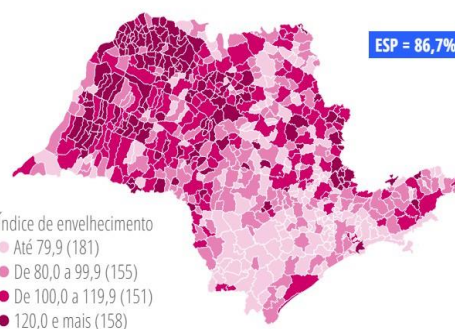 ESP = 86,7%
Índice de envelhecimento
Até 79,9 (181)
De 80,0 a 99,9 (155)
De 100,0 a 119,9 (151)
120,0 e mais (158)